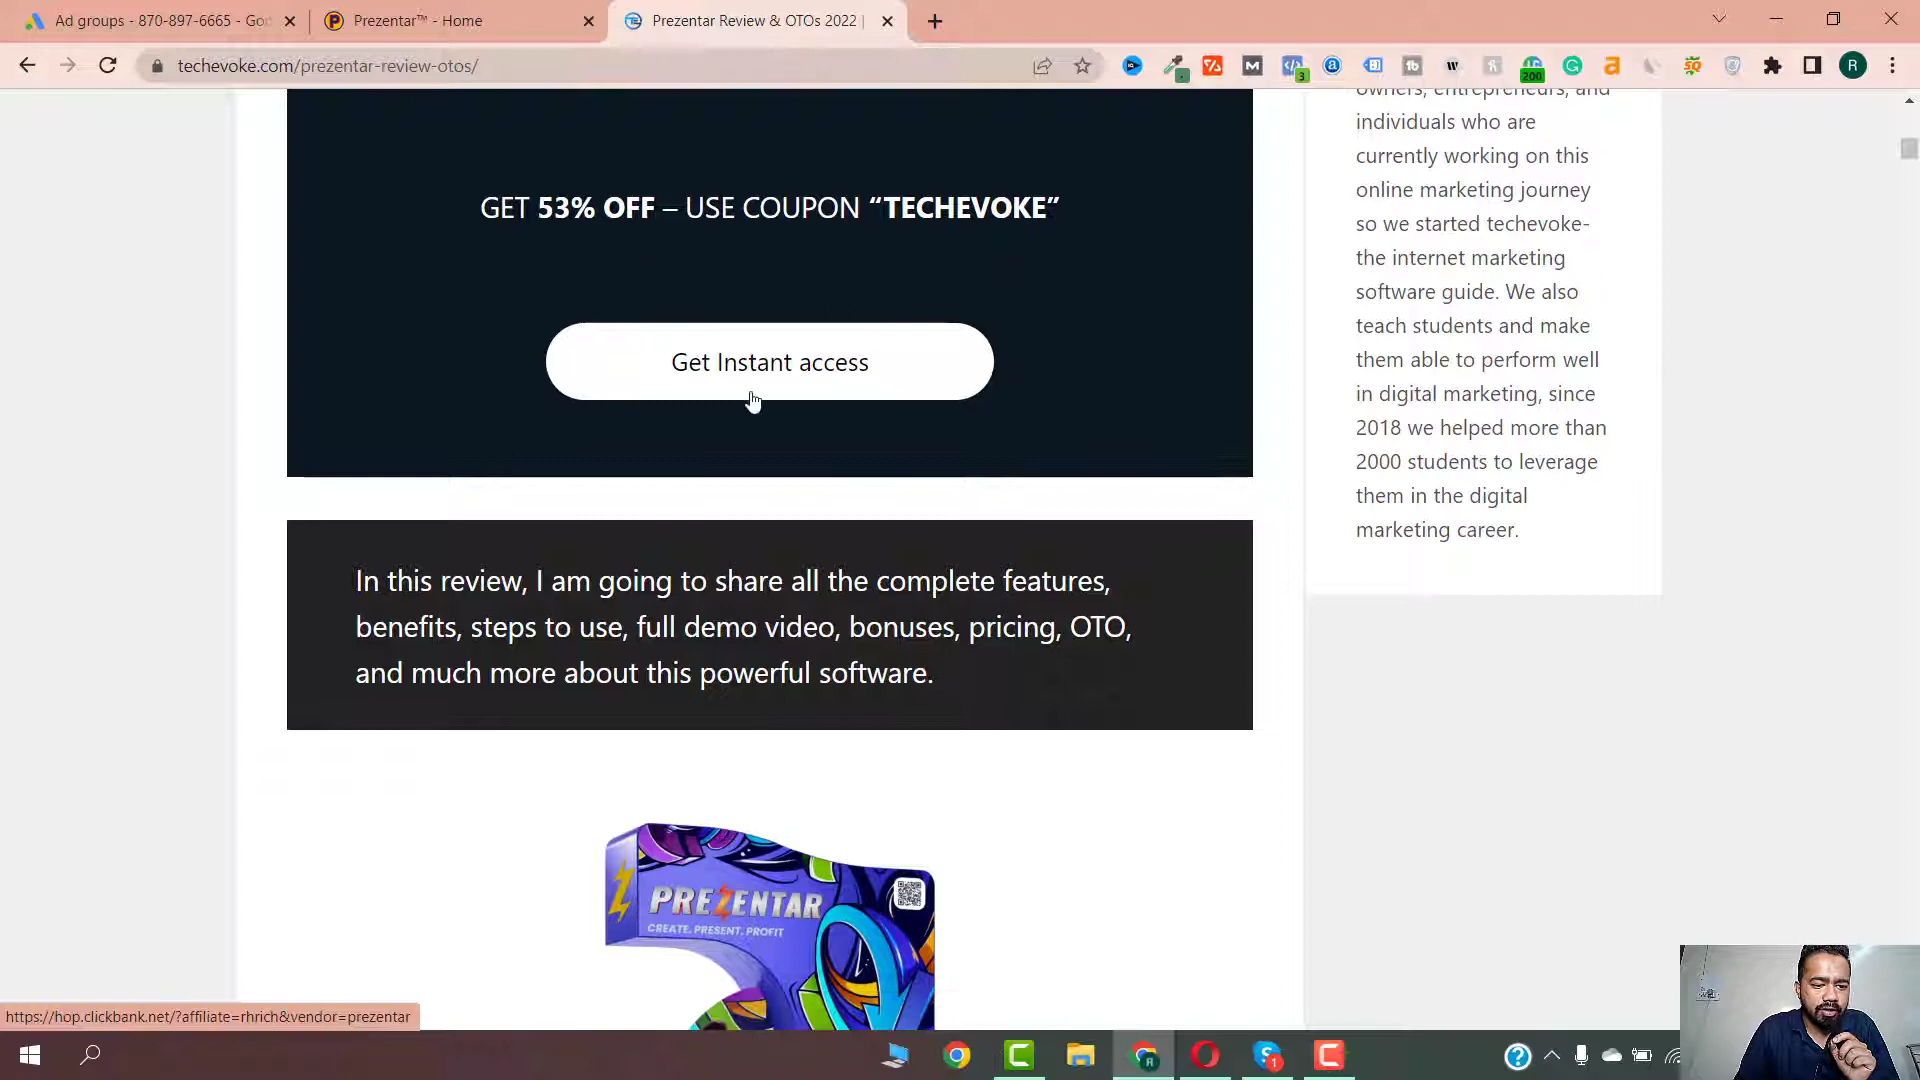 Ad groups - 870-897-6665 - Goo
Prezentar™ - Home
Prezentar Review & OTOs 2022 |
techevoke.com/prezentar-review-otos/
3
200
R
GET 53% OFF – USE COUPON “TECHEVOKE”
Get Instant access
In this review, I am going to share all the complete features,
benefits, steps to use, full demo video, bonuses, pricing, OTO,
and much more about this powerful software.
PREZENTAR
CREATE. PRESENT. PROFIT
owners, entrepreneurs, and
individuals who are
currently working on this
online marketing journey
so we started techevoke-
the internet marketing
software guide. We also
teach students and make
them able to perform well
in digital marketing, since
2018 we helped more than
2000 students to leverage
them in the digital
marketing career.
https://hop.clickbank.net/?affiliate=rhrich&vendor=prezentar